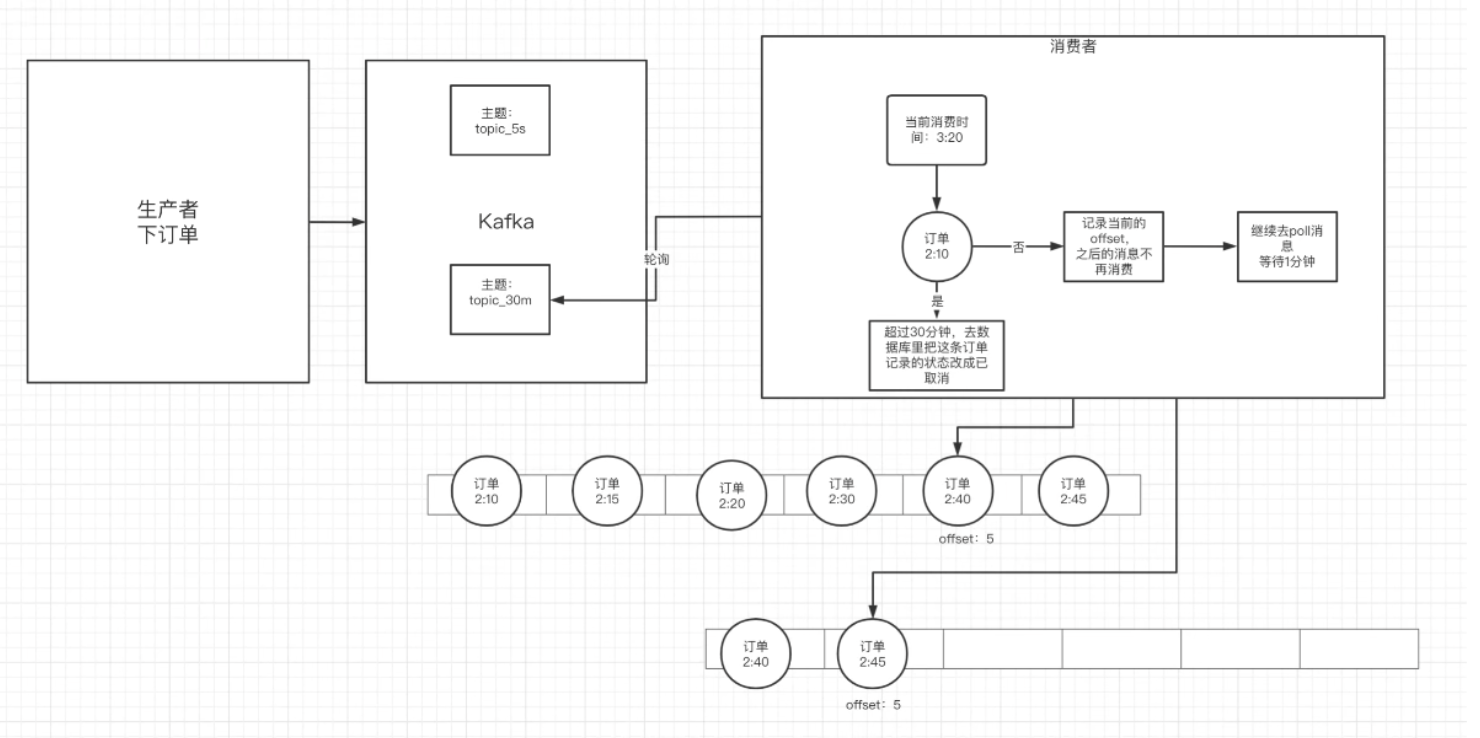 生产者
下订单
主题：
topic_5s
Kafka
主题：
topic_30m
轮询
消费者
当前消费时
间：3:20
订单
2:10
否
记录当前的
offset，
之后的消息不
再消费
继续去poll消
息
等待1分钟
是
超过30分钟，去数
据库里把这条订单
记录的状态改成已
取消
订单
2:10
订单
2:15
订单
2:20
订单
2:30
订单
2:40
订单
2:45
offset：5
订单
2:40
订单
2:45
offset：5